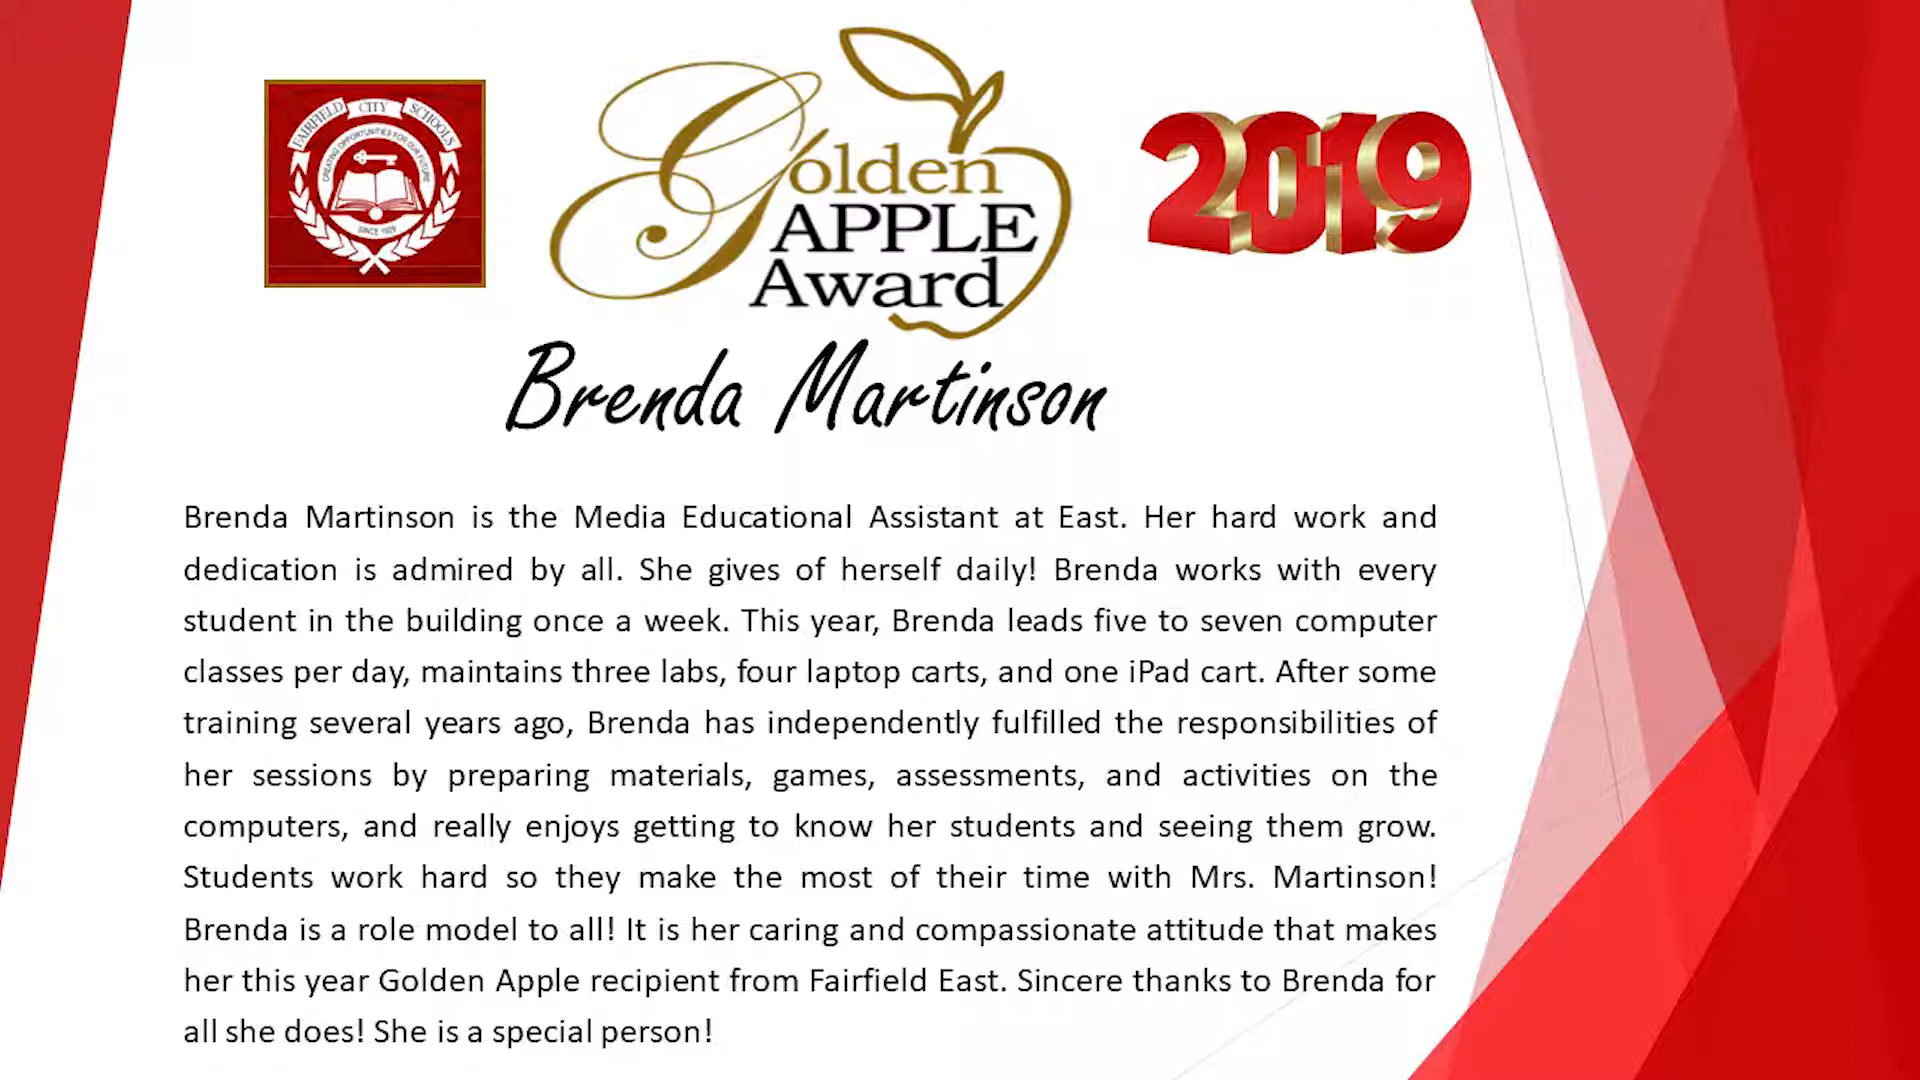 FAIRFIELD CITY SCHOOLS
CREATING OPPORTUNITIES FOR OUR FUTURE
SINCE 1929
Golden
APPLE
Award
2019
Brenda Martinson
Brenda Martinson is the Media Educational Assistant at East. Her hard work and
dedication is admired by all. She gives of herself daily! Brenda works with every
student in the building once a week. This year, Brenda leads five to seven computer
classes per day, maintains three labs, four laptop carts, and one iPad cart. After some
training several years ago, Brenda has independently fulfilled the responsibilities of
her sessions by preparing materials, games, assessments, and activities on the
computers, and really enjoys getting to know her students and seeing them grow.
Students work hard so they make the most of their time with Mrs. Martinson!
Brenda is a role model to all! It is her caring and compassionate attitude that makes
her this year Golden Apple recipient from Fairfield East. Sincere thanks to Brenda for
all she does! She is a special person!